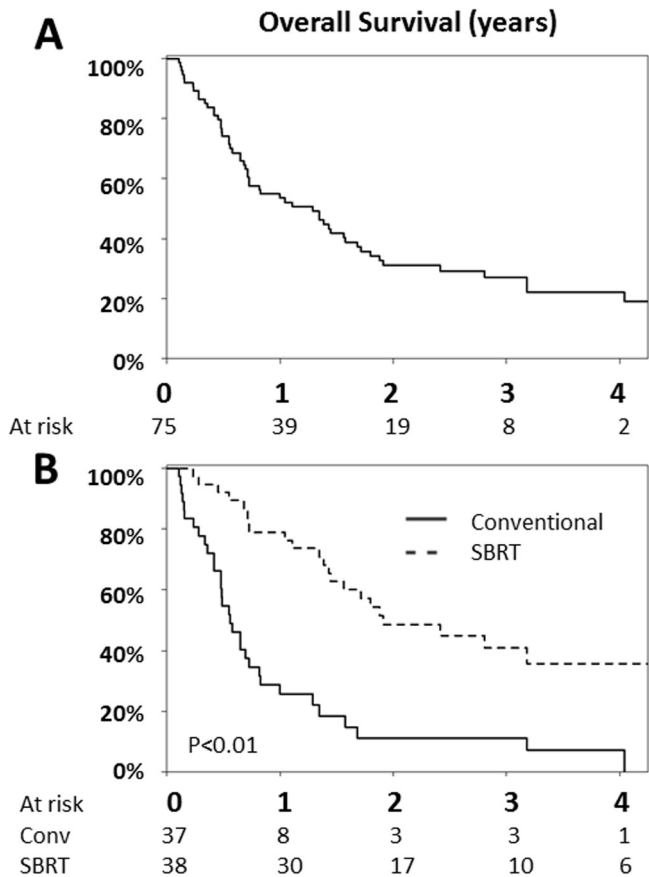 A
Overall Survival (years)
100%
80%
60%
40%
20%
0%
0 1 2 3 4
At risk 75 39 19 8 2
B
100%
80%
60%
40%
20%
0%
Conventional
SBRT
P<0.01
At risk 0 1 2 3 4
Conv 37 8 3 3 1
SBRT 38 30 17 10 6